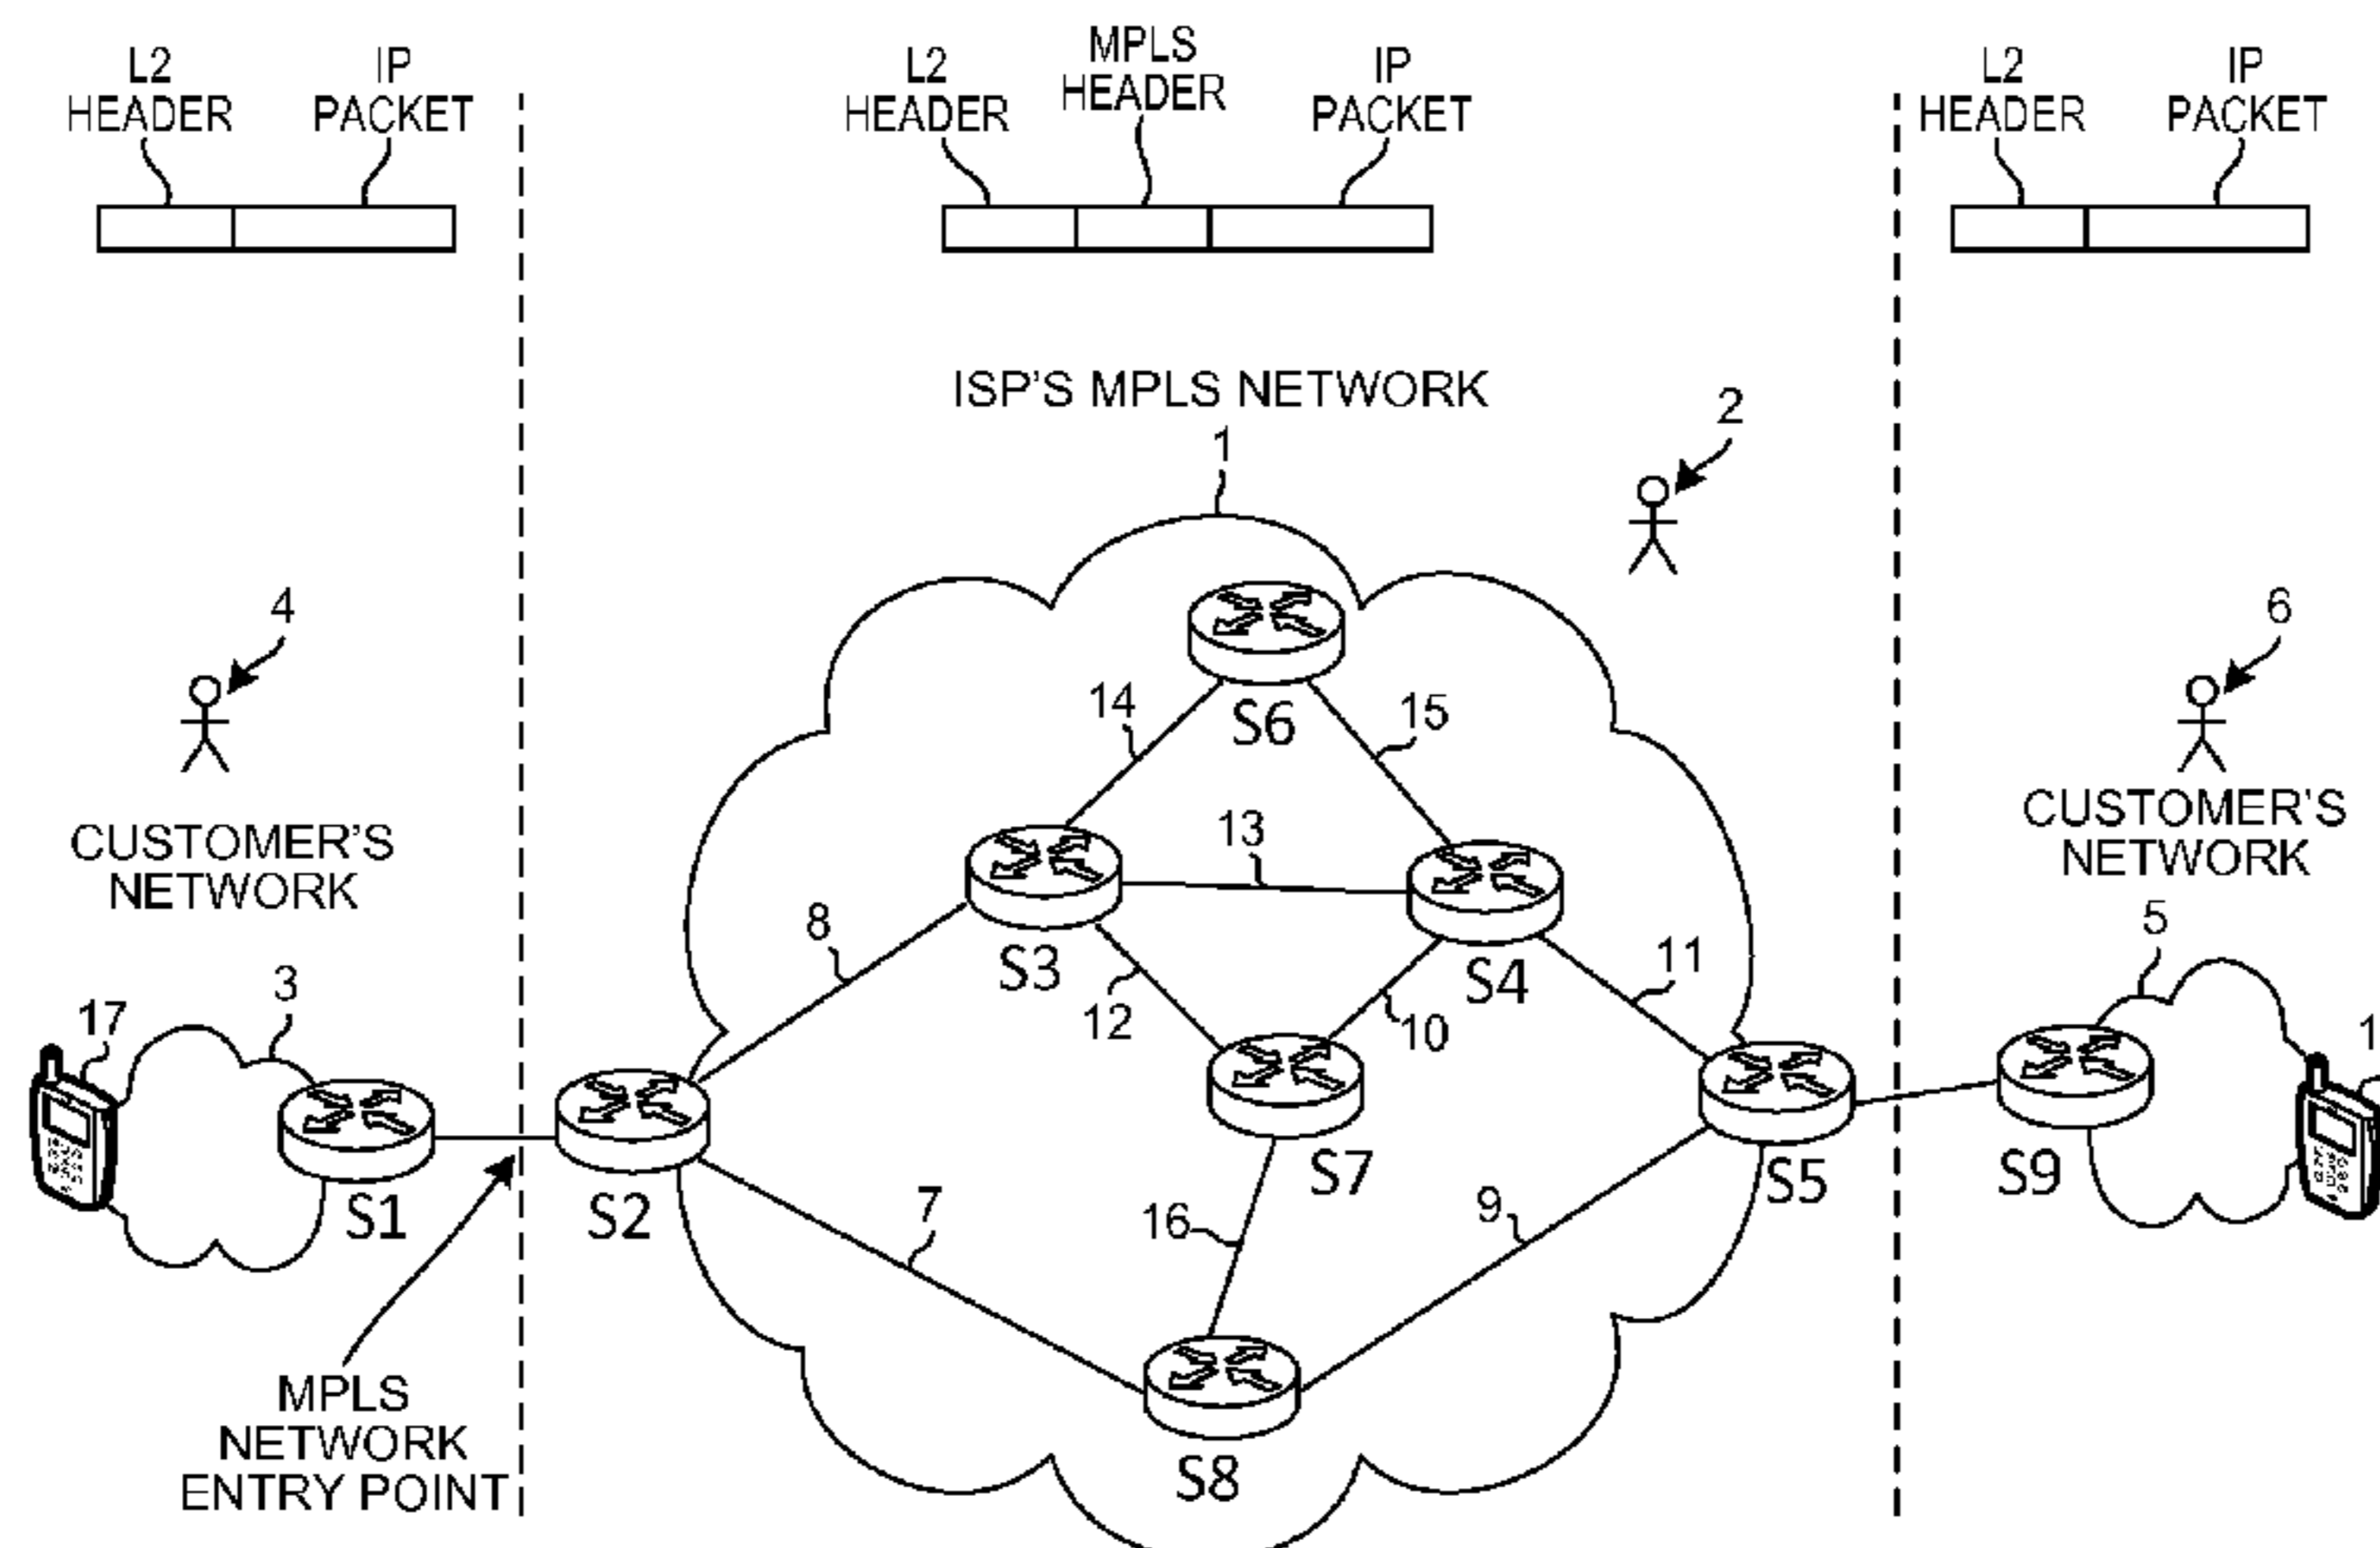 L2
HEADER
IP
PACKET
L2
HEADER
MPLS
HEADER
IP
PACKET
L2
HEADER
IP
PACKET
ISP'S MPLS NETWORK
1
2
4
6
CUSTOMER'S
NETWORK
CUSTOMER'S
NETWORK
S6
14
15
13
S3
S4
8
12
10
11
3
17
5
S1
S2
S7
S5
S9
7
16
9
S8
MPLS
NETWORK
ENTRY POINT